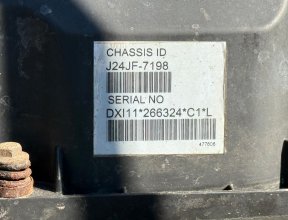 CHASSIS ID
J24JF-7198
SERIAL NO
DXI11*266324*C1*L
477606